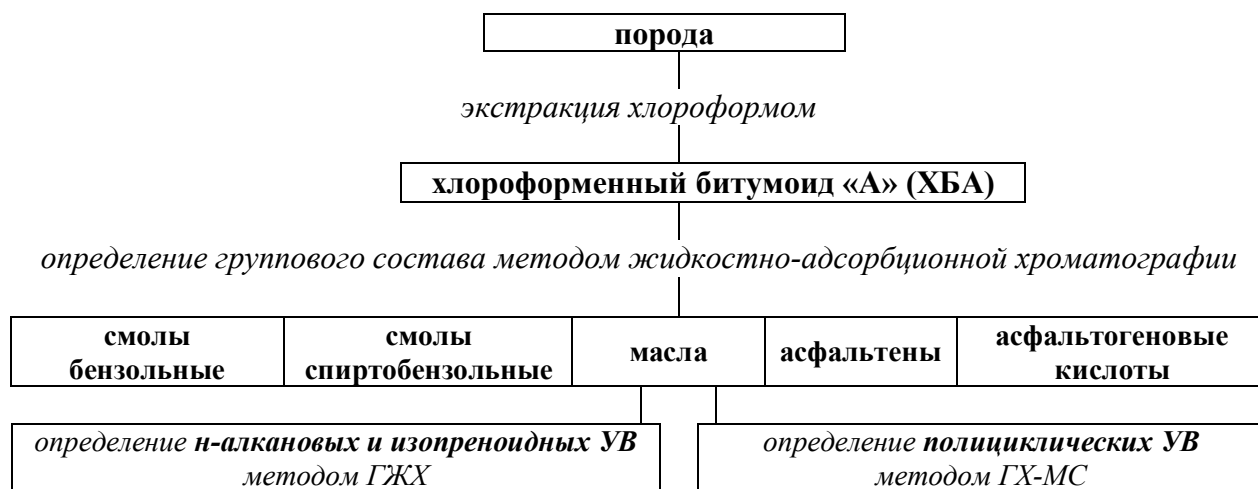 порода
экстракция хлороформом
хлороформенный битумоид «А» (ХБА)
определение группового состава методом жидкостно-адсорбционной хроматографии
смолы
бензольные
смолы
спиртобензольные
масла
асфальтены
асфальтогеновые
кислоты
определение н-алкановых и изопреноидных УВ
методом ГЖХ
определение полициклических УВ
методом ГХ-МС